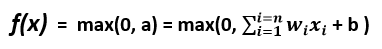 f(x) = max(0, a) = max(0, ∑_{i=1}^{i=n} w_i x_i + b )